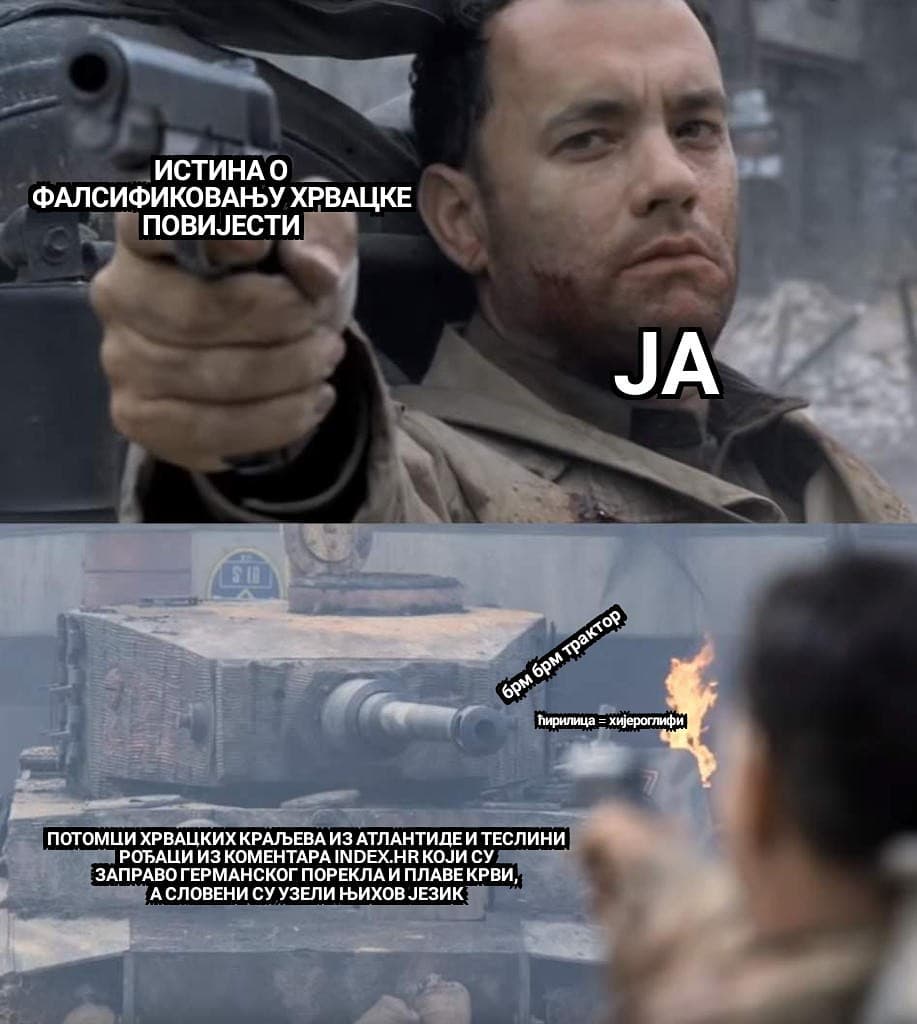 ИСТИНА О
ФАЛСИФИКОВАЊУ ХРВАЦКЕ
ПОВИЈЕСТИ
ЈА
S 18
брм брм трактор
ћирилица = хијероглифи
ПОТОМЦИ ХРВАЦКИХ КРАЉЕВА ИЗ АТЛАНТИДЕ И ТЕСЛИНИ
РОЂАЦИ ИЗ КОМЕНТАРА INDEX.HR КОЈИ СУ
ЗАПРАВО ГЕРМАНСКОГ ПОРЕКЛА И ПЛАВЕ КРВИ,
А СЛОВЕНИ СУ УЗЕЛИ ЊИХОВ ЈЕЗИК